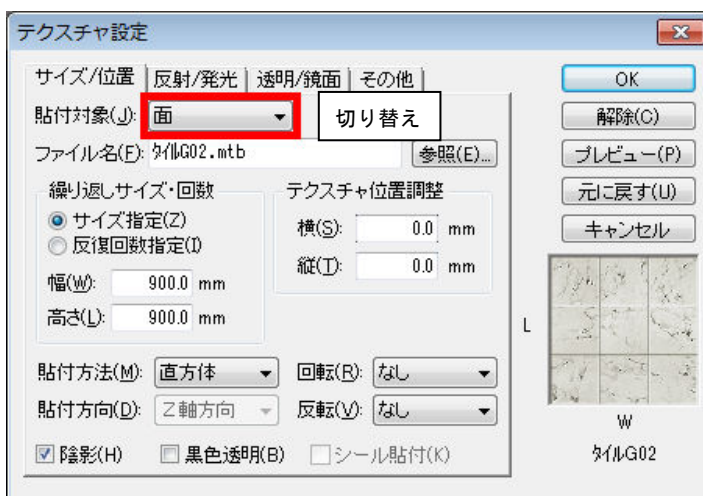 テクスチャ設定
サイズ/位置 反射/発光 透明/鏡面 その他
貼付対象(J): 面
切り替え
ファイル名(F): ﾀｲﾙG02.mtb 参照(E)...
繰り返しサイズ・回数
サイズ指定(Z)
反復回数指定(I)
幅(W): 900.0 mm
高さ(L): 900.0 mm
テクスチャ位置調整
横(S): 0.0 mm
縦(T): 0.0 mm
貼付方法(M): 直方体 回転(R): なし
貼付方向(D): Z軸方向 反転(V): なし
陰影(H) 黒色透明(B) シール貼付(K)
OK
解除(C)
プレビュー(P)
元に戻す(U)
キャンセル
L
W
ﾀｲﾙG02